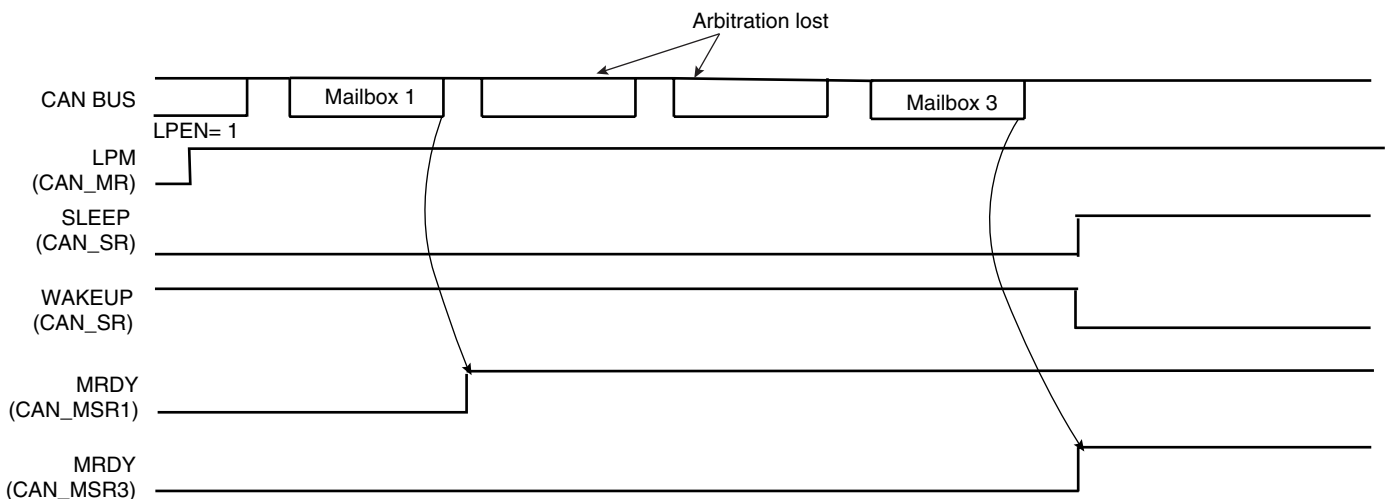 Arbitration lost
CAN BUS
Mailbox 1
Mailbox 3
LPEN= 1
LPM
(CAN_MR)
SLEEP
(CAN_SR)
WAKEUP
(CAN_SR)
MRDY
(CAN_MSR1)
MRDY
(CAN_MSR3)